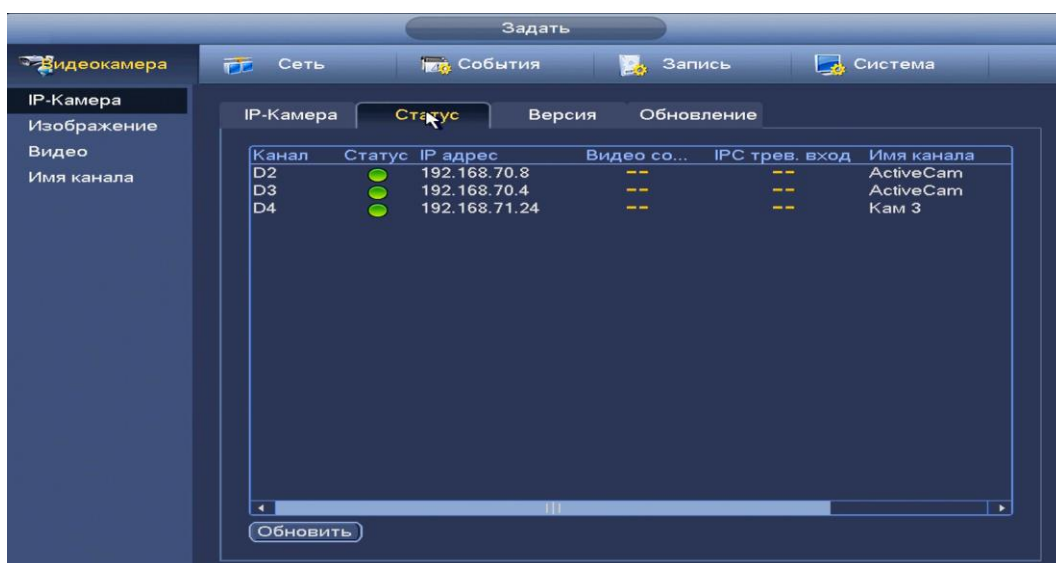 Задать
Видеокамера Сеть События Запись Система
IP-Камера
Изображение
Видео
Имя канала
IP-Камера Статус Версия Обновление
Канал Статус IP адрес Видео со... IPC трев. вход Имя канала
D2 192.168.70.8 -- -- ActiveCam
D3 192.168.70.4 -- -- ActiveCam
D4 192.168.71.24 -- -- Кам 3
Обновить